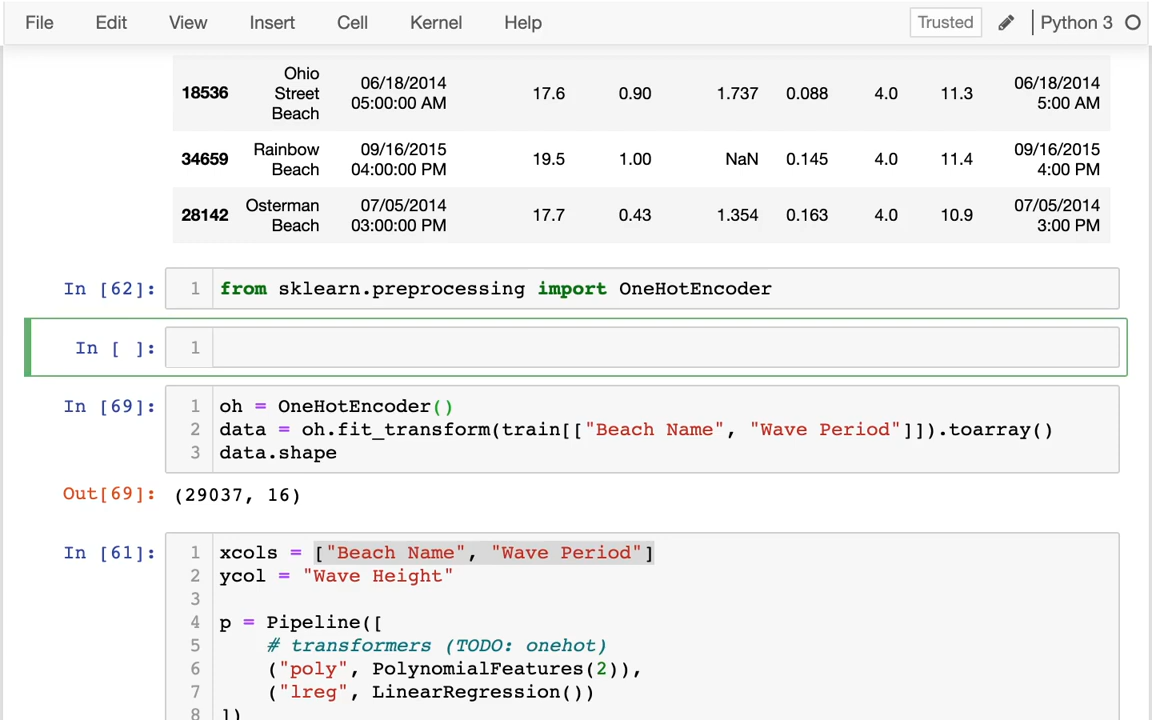 File Edit View Insert Cell Kernel Help Trusted Python 3
18536 Ohio Street Beach 06/18/2014 05:00:00 AM 17.6 0.90 1.737 0.088 4.0 11.3 06/18/2014 5:00 AM
34659 Rainbow Beach 09/16/2015 04:00:00 PM 19.5 1.00 NaN 0.145 4.0 11.4 09/16/2015 4:00 PM
28142 Osterman Beach 07/05/2014 03:00:00 PM 17.7 0.43 1.354 0.163 4.0 10.9 07/05/2014 3:00 PM
In [62]: 1 from sklearn.preprocessing import OneHotEncoder
In [ ]: 1
In [69]: 1 oh = OneHotEncoder()
2 data = oh.fit_transform(train[["Beach Name", "Wave Period"]]).toarray()
3 data.shape
Out[69]: (29037, 16)
In [61]: 1 xcols = ["Beach Name", "Wave Period"]
2 ycol = "Wave Height"
3
4 p = Pipeline([
5 # transformers (TODO: onehot)
6 ("poly", PolynomialFeatures(2)),
7 ("lreg", LinearRegression())
8 ])